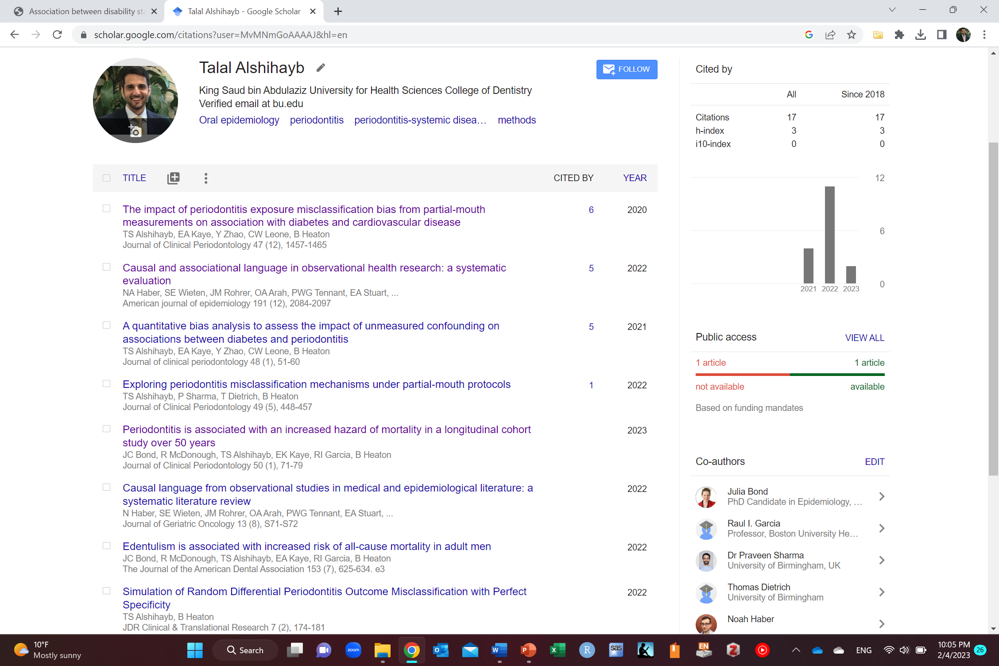 Association between disability sta
Talal Alshihayb - Google Scholar
scholar.google.com/citations?user=MvMNmGoAAAAJ&hl=en
Talal Alshihayb
FOLLOW
King Saud bin Abdulaziz University for Health Sciences College of Dentistry
Verified email at bu.edu
Oral epidemiology periodontitis periodontitis-systemic disea… methods
TITLE CITED BY YEAR
The impact of periodontitis exposure misclassification bias from partial-mouth 6 2020
measurements on association with diabetes and cardiovascular disease
TS Alshihayb, EA Kaye, Y Zhao, CW Leone, B Heaton
Journal of Clinical Periodontology 47 (12), 1457-1465
Causal and associational language in observational health research: a systematic 5 2022
evaluation
NA Haber, SE Wieten, JM Rohrer, OA Arah, PWG Tennant, EA Stuart, ...
American journal of epidemiology 191 (12), 2084-2097
A quantitative bias analysis to assess the impact of unmeasured confounding on 5 2021
associations between diabetes and periodontitis
TS Alshihayb, EA Kaye, Y Zhao, CW Leone, B Heaton
Journal of clinical periodontology 48 (1), 51-60
Exploring periodontitis misclassification mechanisms under partial-mouth protocols 1 2022
TS Alshihayb, P Sharma, T Dietrich, B Heaton
Journal of Clinical Periodontology 49 (5), 448-457
Periodontitis is associated with an increased hazard of mortality in a longitudinal cohort 2023
study over 50 years
JC Bond, R McDonough, TS Alshihayb, EK Kaye, RI Garcia, B Heaton
Journal of Clinical Periodontology 50 (1), 71-79
Causal language from observational studies in medical and epidemiological literature: a 2022
systematic literature review
N Haber, SE Wieten, JM Rohrer, OA Arah, PWG Tennant, EA Stuart, ...
Journal of Geriatric Oncology 13 (8), S71-S72
Edentulism is associated with increased risk of all-cause mortality in adult men 2022
JC Bond, R McDonough, TS Alshihayb, EA Kaye, RI Garcia, B Heaton
The Journal of the American Dental Association 153 (7), 625-634. e3
Simulation of Random Differential Periodontitis Outcome Misclassification with Perfect 2022
Specificity
TS Alshihayb, B Heaton
JDR Clinical & Translational Research 7 (2), 174-181
Cited by
All Since 2018
Citations 17 17
h-index 3 3
i10-index 0 0
12
6
0
2021 2022 2023
Public access VIEW ALL
1 article 1 article
not available available
Based on funding mandates
Co-authors EDIT
Julia Bond
PhD Candidate in Epidemiology, …
Raul I. Garcia
Professor, Boston University He…
Dr Praveen Sharma
University of Birmingham, UK
Thomas Dietrich
University of Birmingham
Noah Haber
10°F
Mostly sunny
Search
zoom
W
P
X
R
sas
EN
Z
ENG
10:05 PM
2/4/2023
26